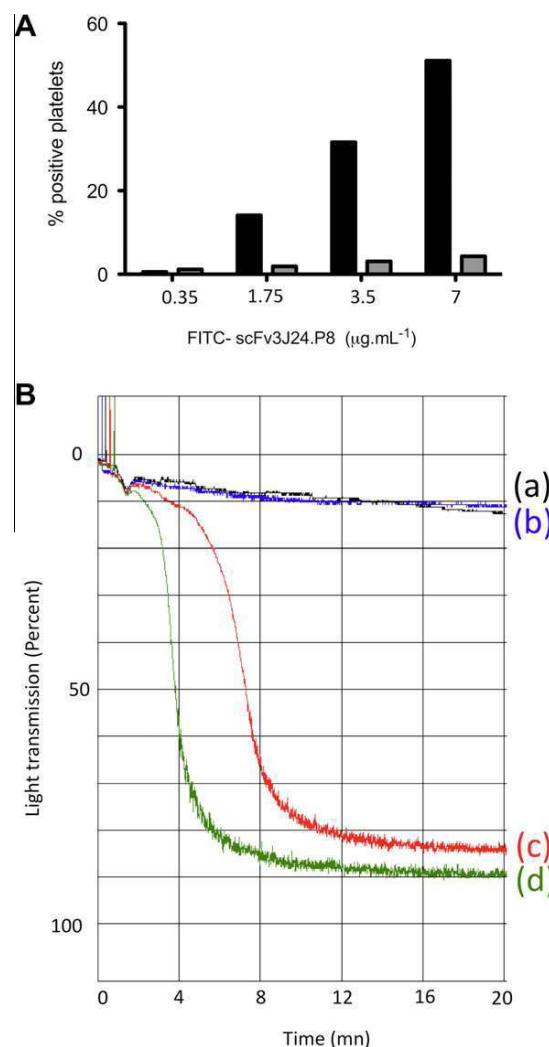 A
% positive platelets
60
40
20
0
0.35 1.75 3.5 7
FITC- scFv3J24.P8 (µg.mL-1)
B
Light transmission (Percent)
0
50
100
(a)
(b)
(c)
(d)
0 4 8 12 16 20
Time (mn)